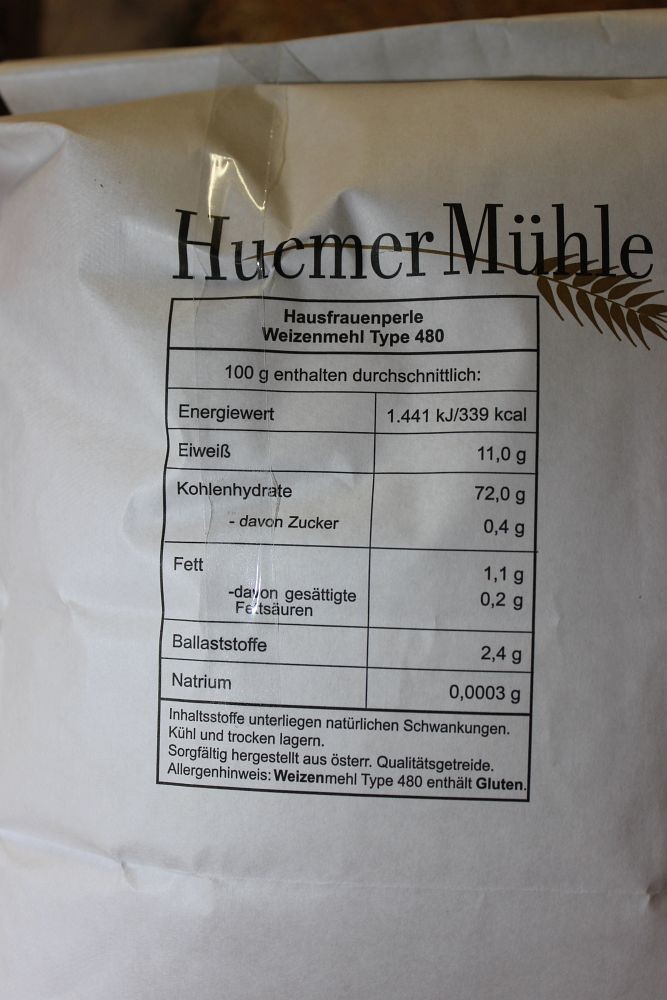 Huemer Mühle
Hausfrauenperle
Weizenmehl Type 480
100 g enthalten durchschnittlich:
Energiewert 1.441 kJ/339 kcal
Eiweiß 11,0 g
Kohlenhydrate 72,0 g
- davon Zucker 0,4 g
Fett 1,1 g
-davon gesättigte 0,2 g
Fettsäuren
Ballaststoffe 2,4 g
Natrium 0,0003 g
Inhaltsstoffe unterliegen natürlichen Schwankungen.
Kühl und trocken lagern.
Sorgfältig hergestellt aus österr. Qualitätsgetreide.
Allergenhinweis: Weizenmehl Type 480 enthält Gluten.